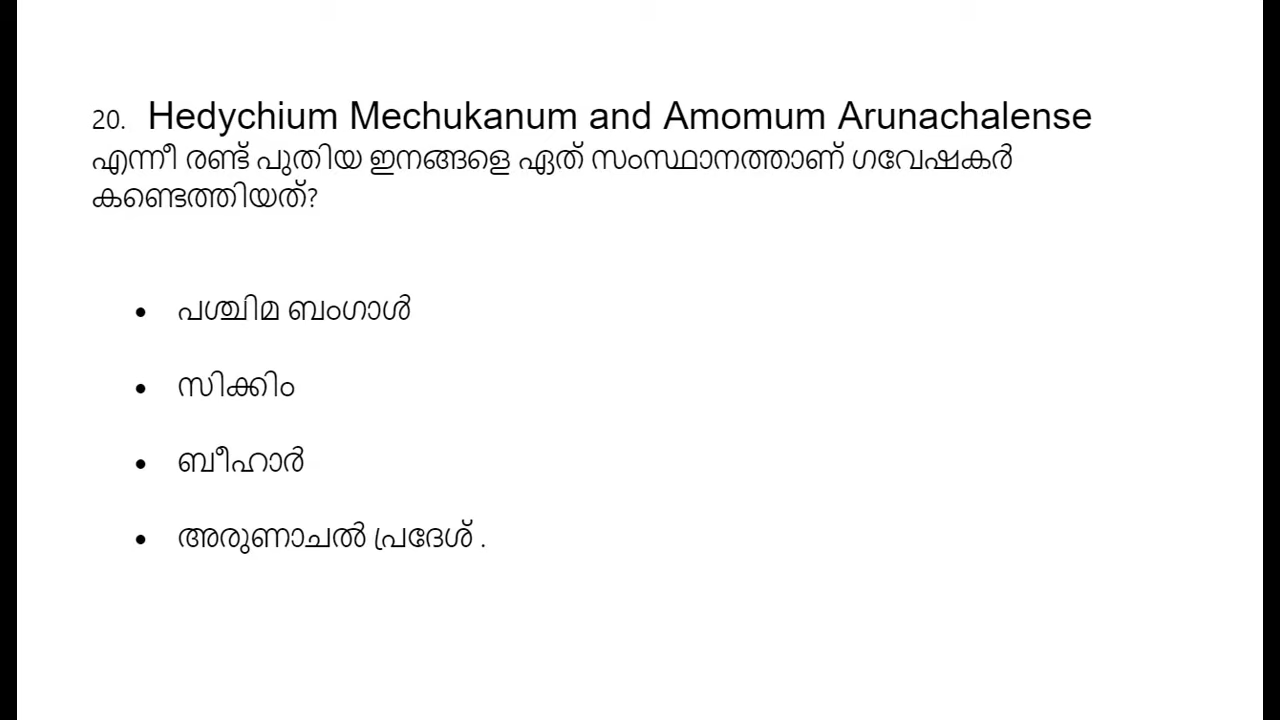 20. Hedychium Mechukanum and Amomum Arunachalense
എന്നീ രണ്ട് പുതിയ ഇനങ്ങളെ ഏത് സംസ്ഥാനത്താണ് ഗവേഷകർ
കണ്ടെത്തിയത്?
• പശ്ചിമ ബംഗാൾ
• സിക്കിം
• ബീഹാർ
• അരുണാചൽ പ്രദേശ് .